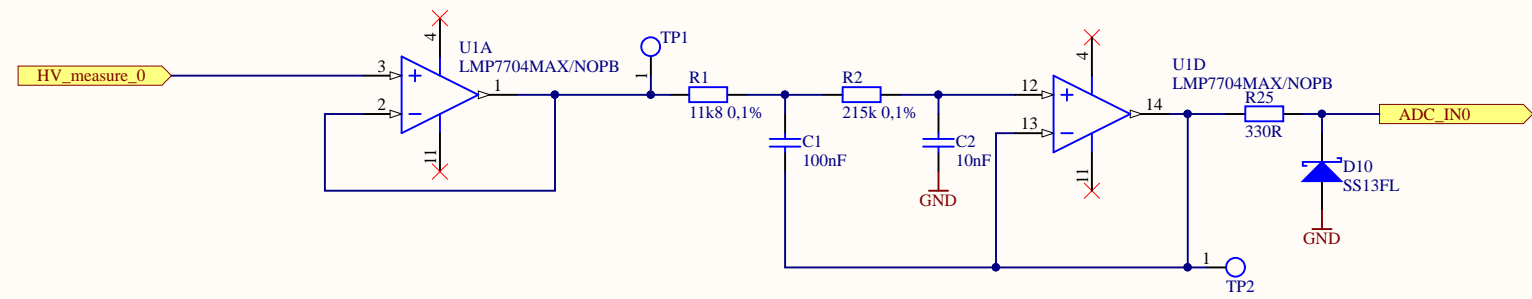 HV_measure_0
3
2
4
11
1
U1A
LMP7704MAX/NOPB
TP1
1
R1
11k8 0,1%
C1
100nF
R2
215k 0,1%
C2
10nF
GND
12
13
4
11
14
U1D
LMP7704MAX/NOPB
R25
330R
ADC_IN0
D10
SS13FL
GND
1
TP2